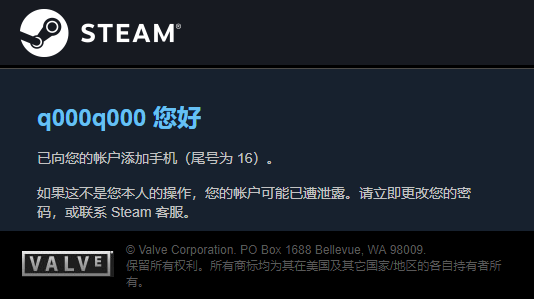 STEAM®
q000q000 您好
已向您的帐户添加手机（尾号为 16）。
如果这不是您本人的操作，您的帐户可能已遭泄露。请立即更改您的密
码，或联系 Steam 客服。
VALVE
© Valve Corporation. PO Box 1688 Bellevue, WA 98009.
保留所有权利。所有商标均为其在美国及其它国家/地区的各自持有者所
有。